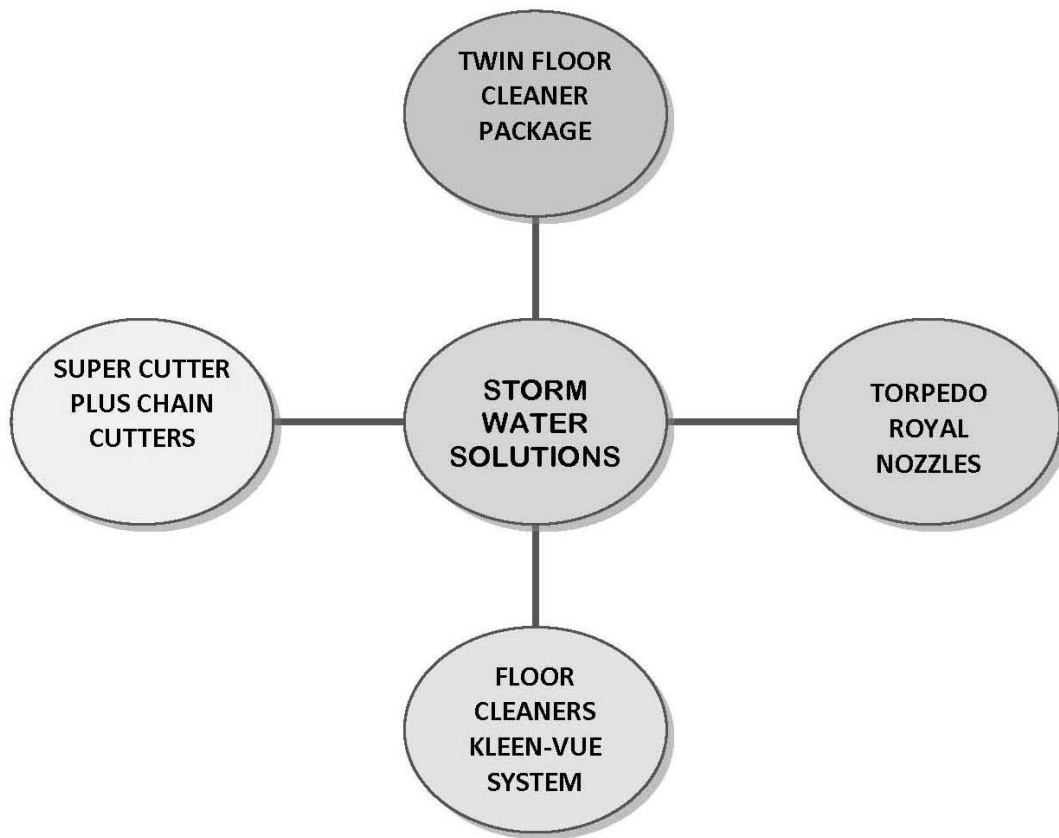 TWIN FLOOR
CLEANER
PACKAGE
SUPER CUTTER
PLUS CHAIN
CUTTERS
STORM
WATER
SOLUTIONS
TORPEDO
ROYAL
NOZZLES
FLOOR
CLEANERS
KLEEN-VUE
SYSTEM